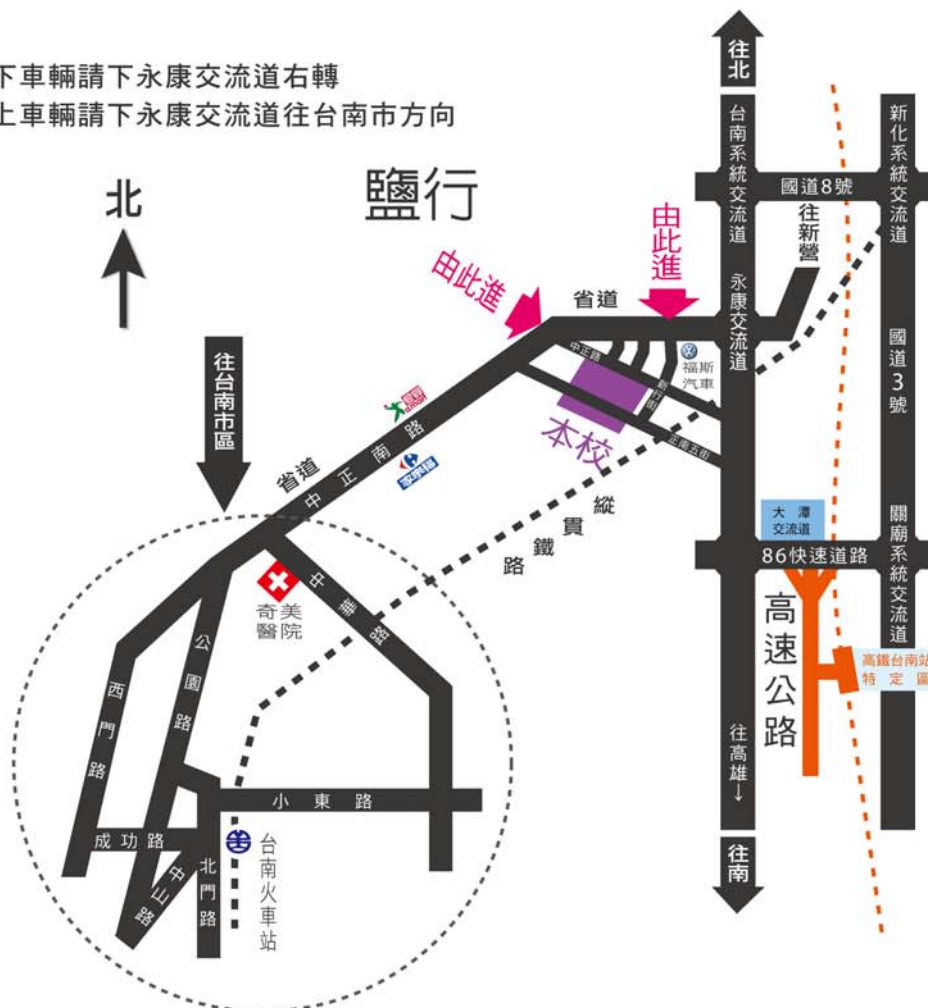 下車輛請下永康交流道右轉
上車輛請下永康交流道往台南市方向
北
鹽行
往北
台南系統交流道
新化系統交流道
國道8號
往新營
由此進
由此進
省道
永康交流道
國道3號
中正路
福斯
汽車
新行街
往台南市區
本校
正南五街
省道
中正南路
縱貫鐵路
大潭
交流道
86快速道路
關廟系統交流道
中華路
奇美
醫院
高速公路
高鐵台南站
特定區
公園路
西門路
往高雄↓
小東路
成功路
中山路
北門路
台南火車站
往南